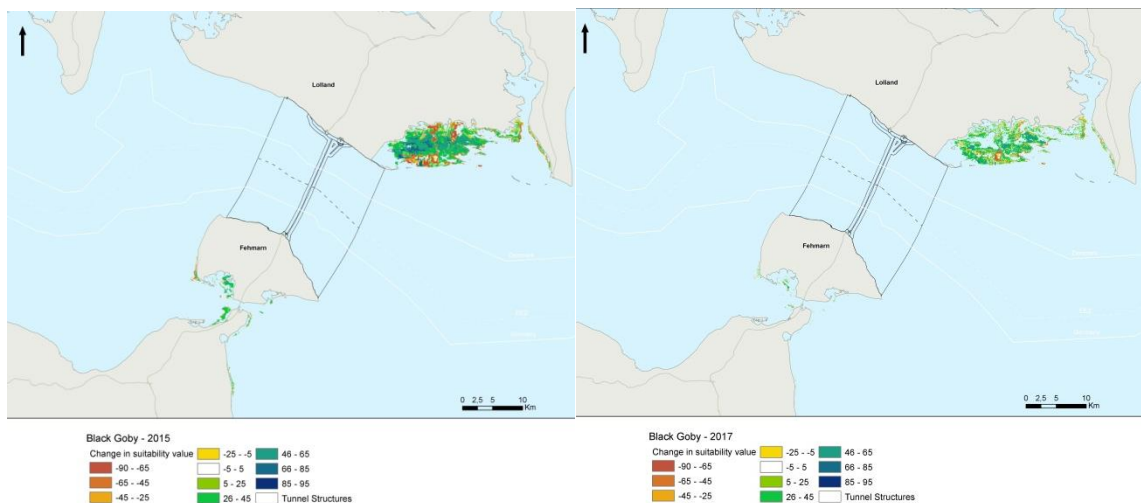 Lolland
Fehmarn
0 2,5 5 10
Km
Black Goby - 2015
Change in suitability value
-90 - -65
-65 - -45
-45 - -25
-25 - -5
-5 - 5
5 - 25
26 - 45
46 - 65
66 - 85
85 - 95
Tunnel Structures
Lolland
Fehmarn
0 2,5 5 10
Km
Black Goby - 2017
Change in suitability value
-90 - -65
-65 - -45
-45 - -25
-25 - -5
-5 - 5
5 - 25
26 - 45
46 - 65
66 - 85
85 - 95
Tunnel Structures